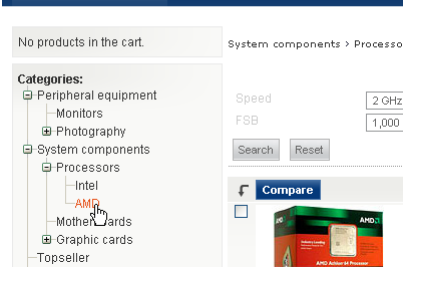 No products in the cart.
Categories:
Peripheral equipment
Monitors
Photography
System components
Processors
Intel
AMD
Graphic cards
Topseller
System components > Processo
Speed
2 GHz
FSB
1,000
Search
Reset
Compare
AMD
AMD
AMD Athlon 64 Processor